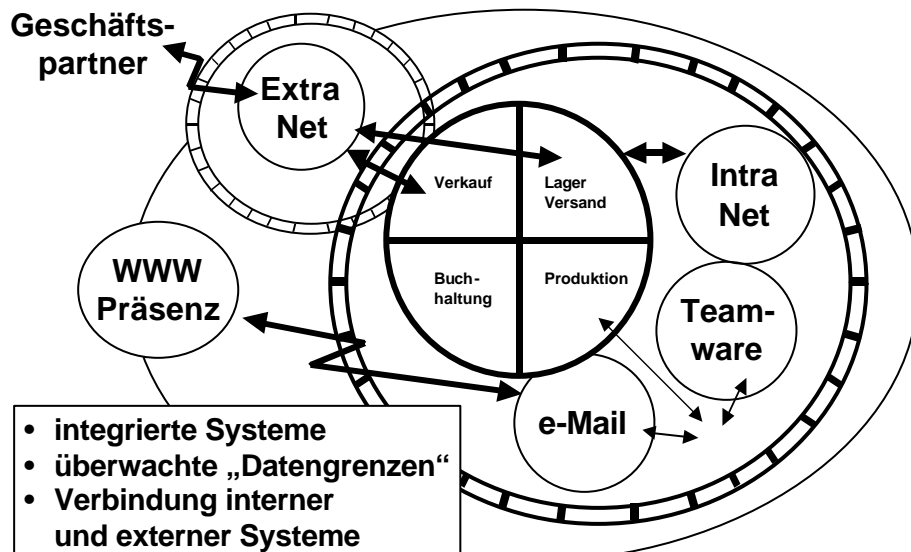 Geschäfts-
partner
Extra
Net
Verkauf
Lager
Versand
Intra
Net
WWW
Präsenz
Buch-
haltung
Produktion
Team-
ware
e-Mail
• integrierte Systeme
• überwachte „Datengrenzen“
• Verbindung interner
und externer Systeme